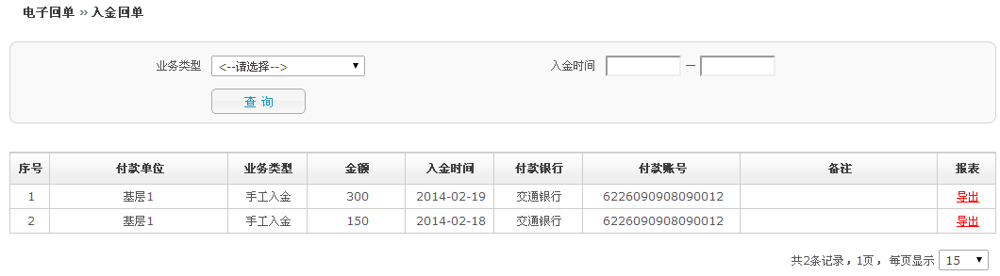 电子回单 » 入金回单
业务类型 <--请选择--> 入金时间 —
查 询
序号 付款单位 业务类型 金额 入金时间 付款银行 付款账号 备注 报表
1 基层1 手工入金 300 2014-02-19 交通银行 6226090908090012 导出
2 基层1 手工入金 150 2014-02-18 交通银行 6226090908090012 导出
共2条记录，1页，每页显示 15